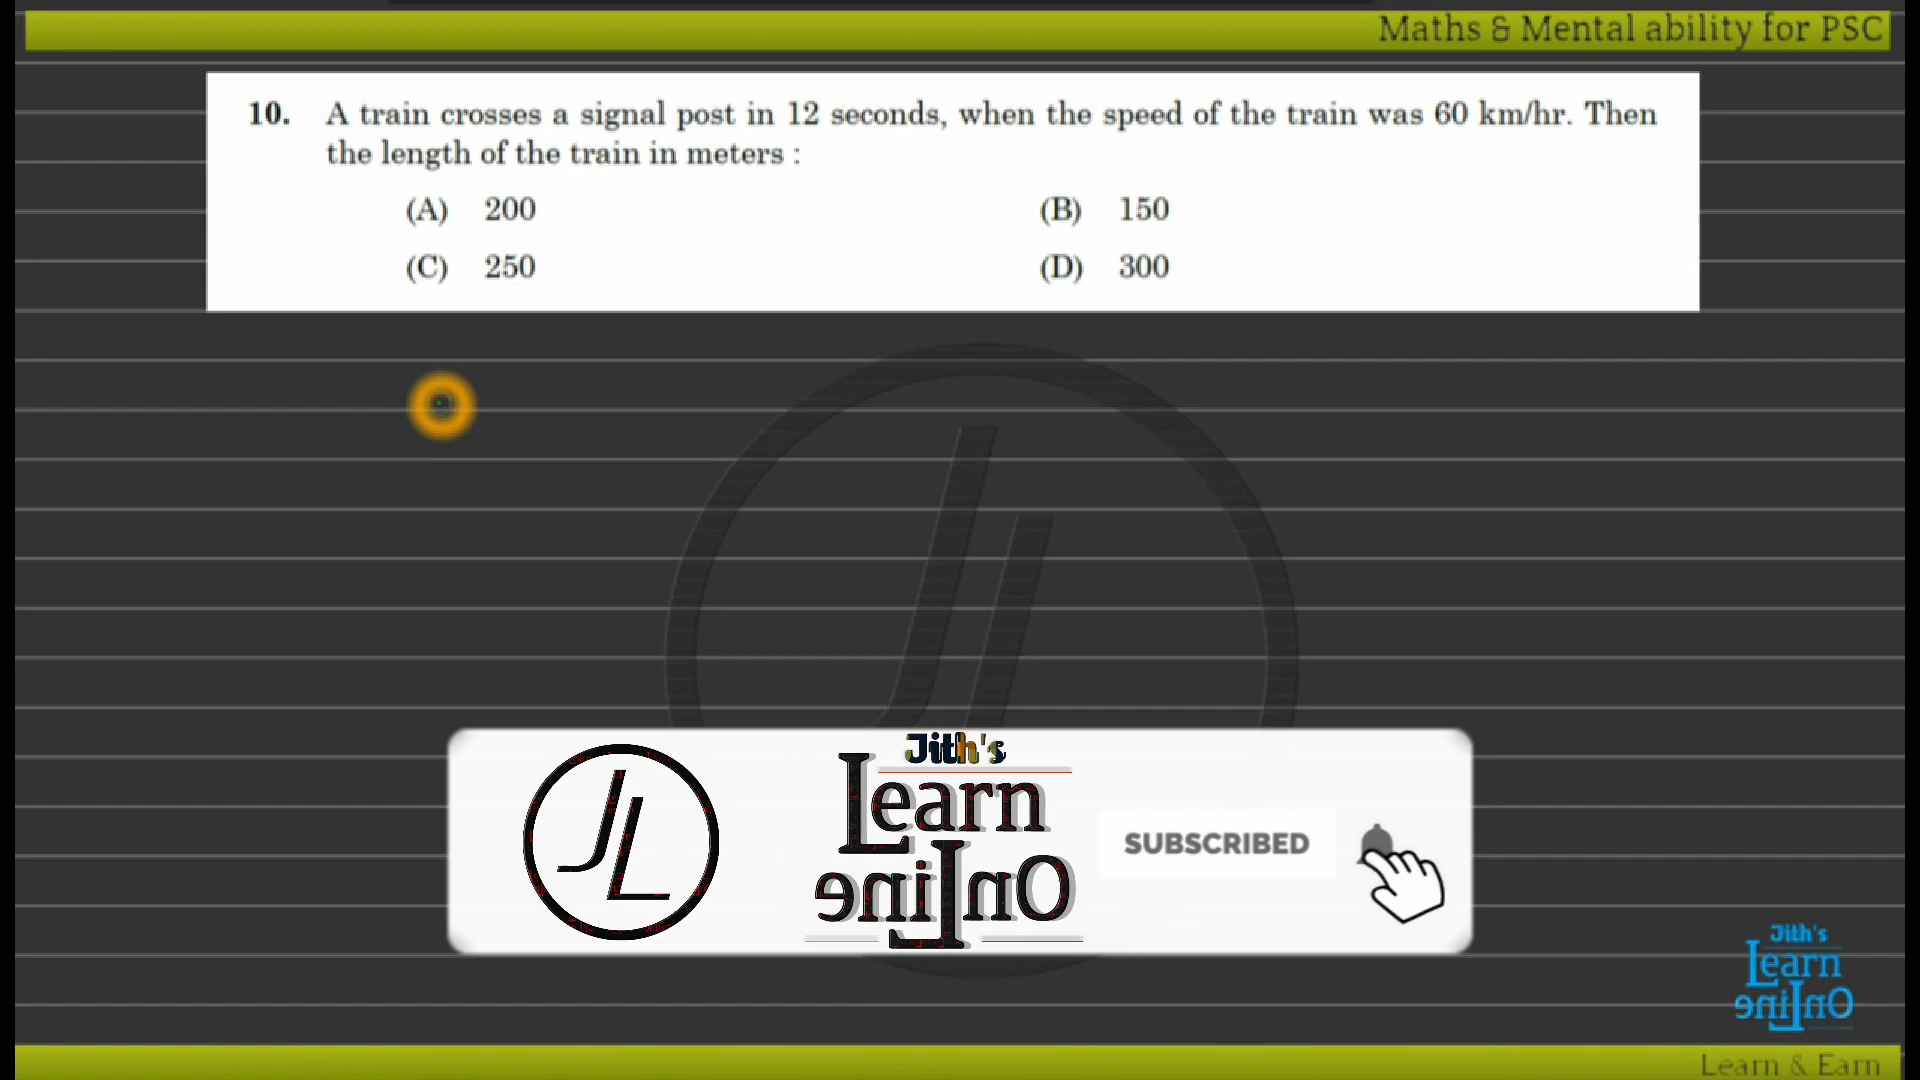 Maths & Mental ability for PSC
10. A train crosses a signal post in 12 seconds, when the speed of the train was 60 km/hr. Then
the length of the train in meters :
(A) 200 (B) 150
(C) 250 (D) 300
JL
Jith's
Learn
OnLine
SUBSCRIBED
Jith's
Learn
OnLine
Learn & Earn